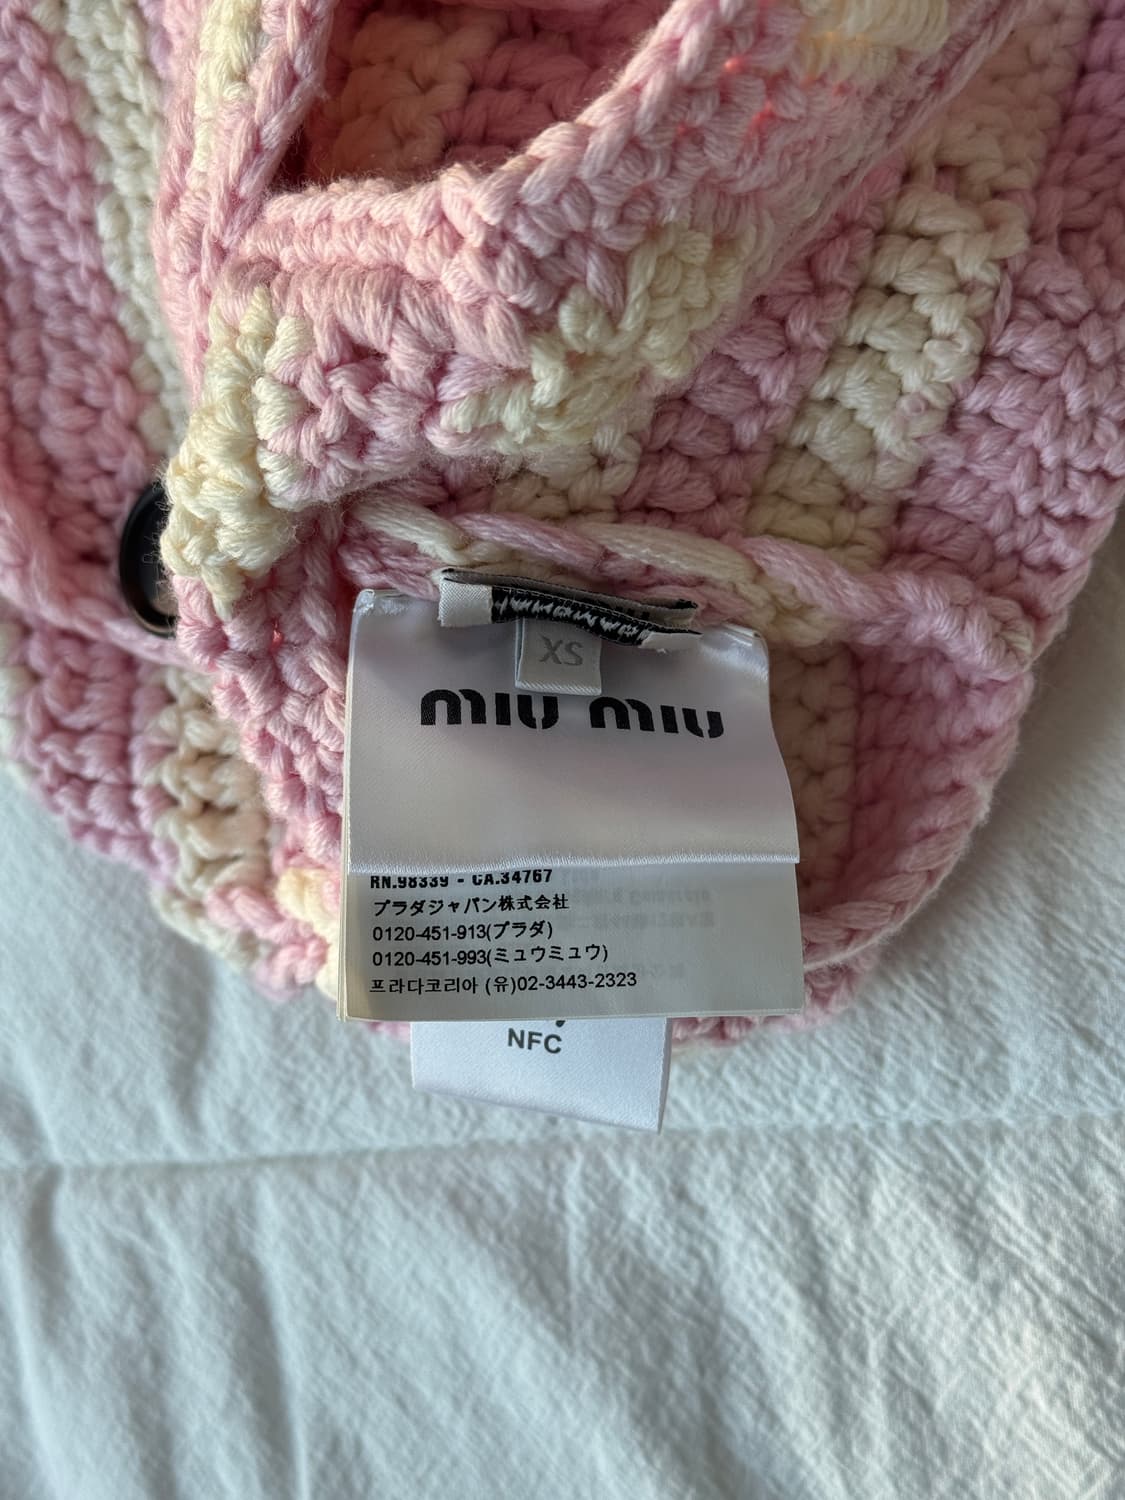 XS
miu miu
RN.98339 - CA.34767
プラダジャパン株式会社
0120-451-913(プラダ)
0120-451-993(ミュウミュウ)
프라다코리아 (유)02-3443-2323
NFC